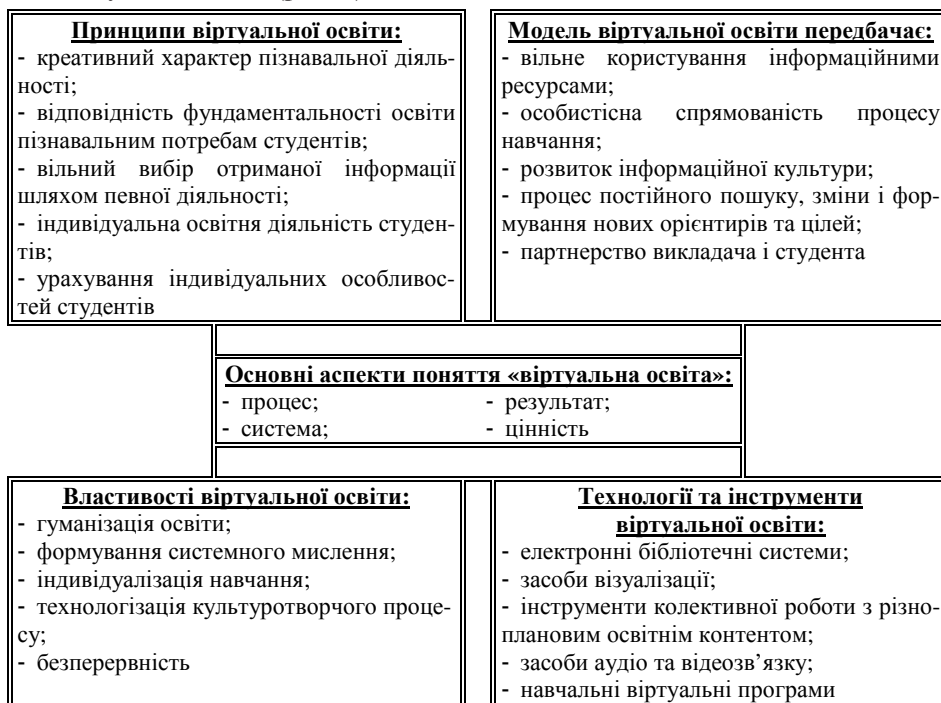 Принципи віртуальної освіти:
- креативний характер пізнавальної діяль-
ності;
- відповідність фундаментальності освіти
пізнавальним потребам студентів;
- вільний вибір отриманої інформації
шляхом певної діяльності;
- індивідуальна освітня діяльність студен-
тів;
- урахування індивідуальних особливос-
тей студентів
Модель віртуальної освіти передбачає:
- вільне користування інформаційними
ресурсами;
- особистісна спрямованість процесу
навчання;
- розвиток інформаційної культури;
- процес постійного пошуку, зміни і фор-
мування нових орієнтирів та цілей;
- партнерство викладача і студента
Основні аспекти поняття «віртуальна освіта»:
- процес; - результат;
- система; - цінність
Властивості віртуальної освіти:
- гуманізація освіти;
- формування системного мислення;
- індивідуалізація навчання;
- технологізація культуротворчого проце-
су;
- безперервність
Технології та інструменти
віртуальної освіти:
- електронні бібліотечні системи;
- засоби візуалізації;
- інструменти колективної роботи з різно-
плановим освітнім контентом;
- засоби аудіо та відеозв'язку;
- навчальні віртуальні програми